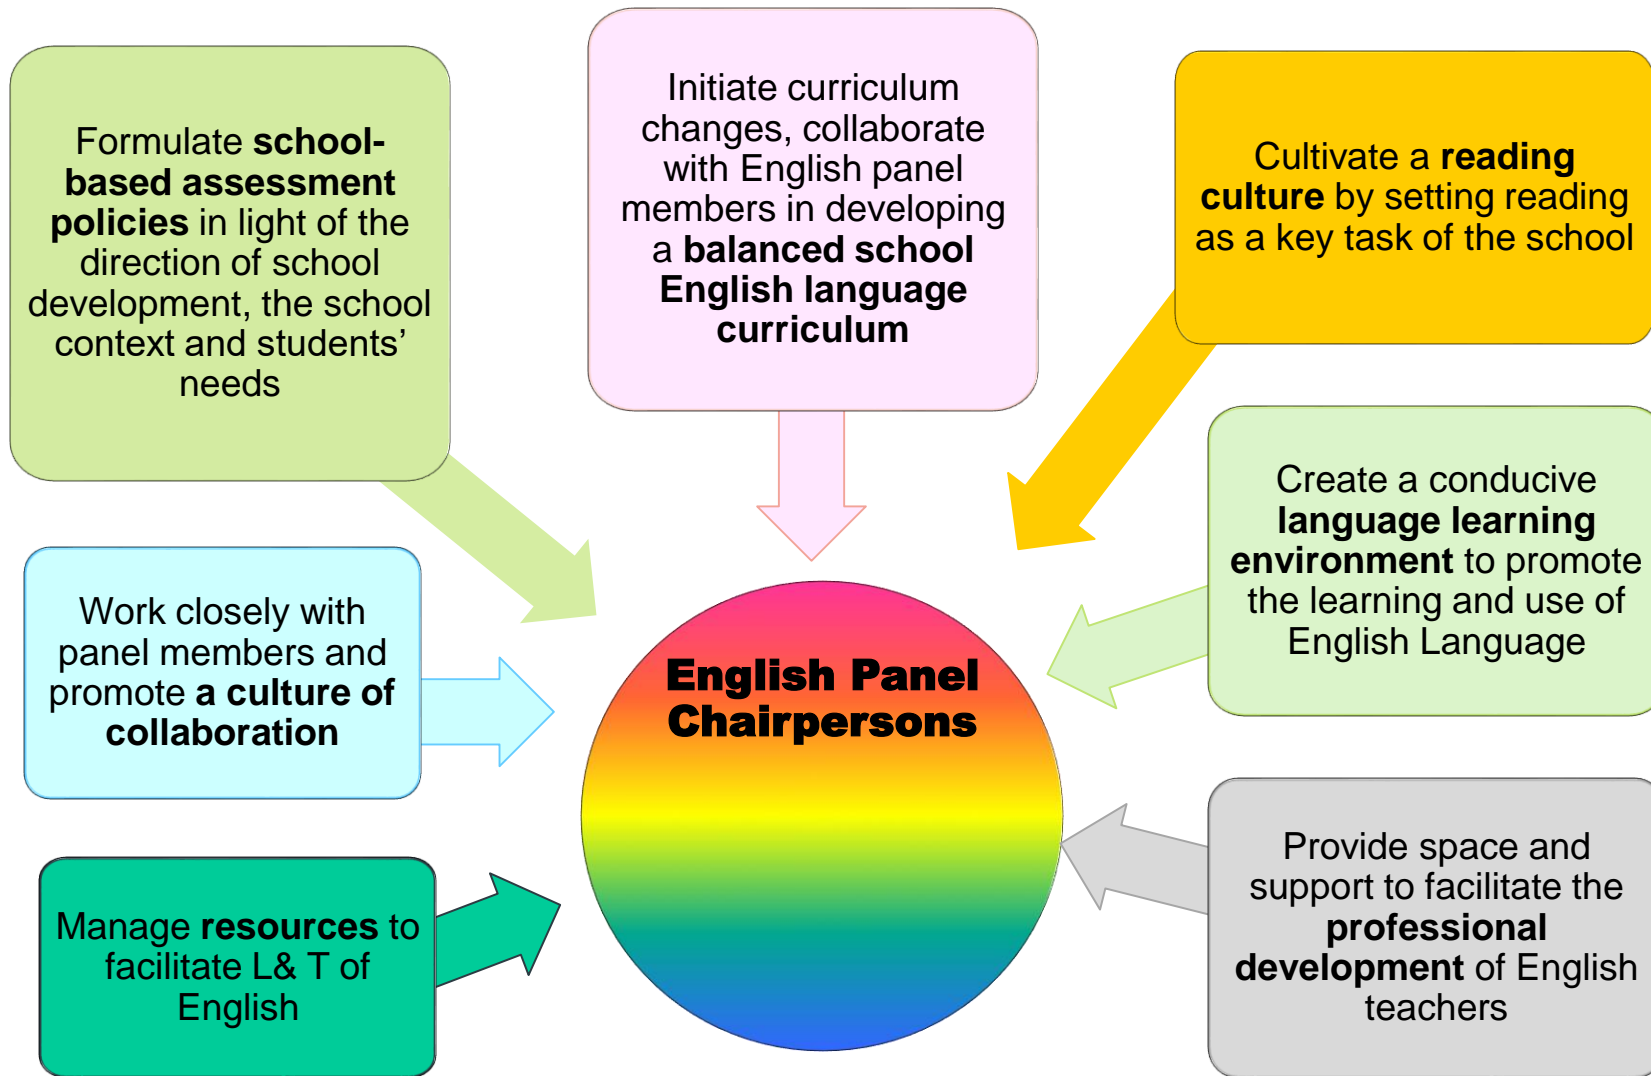 Formulate school-
based assessment
policies in light of the
direction of school
development, the school
context and students’
needs
Initiate curriculum
changes, collaborate
with English panel
members in developing
a balanced school
English language
curriculum
Cultivate a reading
culture by setting reading
as a key task of the school
Work closely with
panel members and
promote a culture of
collaboration
English Panel
Chairpersons
Create a conducive
language learning
environment to promote
the learning and use of
English Language
Manage resources to
facilitate L& T of
English
Provide space and
support to facilitate the
professional
development of English
teachers